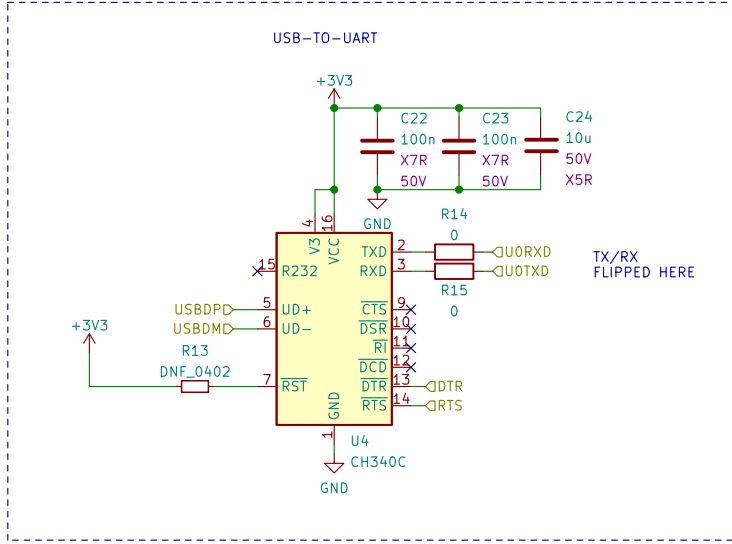 USB-TO-UART
+3V3
C22
100n
X7R
50V
C23
100n
X7R
50V
C24
10u
50V
X5R
GND
4
16
V3
VCC
R14
0
TXD
2
U0RXD
15
R232
RXD
3
U0TXD
R15
0
TX/RX
FLIPPED HERE
USBDP
5
UD+
CTS
9
USBDM
6
UD-
DSR
10
RI
11
DCD
12
+3V3
R13
DNF_0402
7
RST
DTR
13
DTR
RTS
14
RTS
GND
1
U4
CH340C
GND